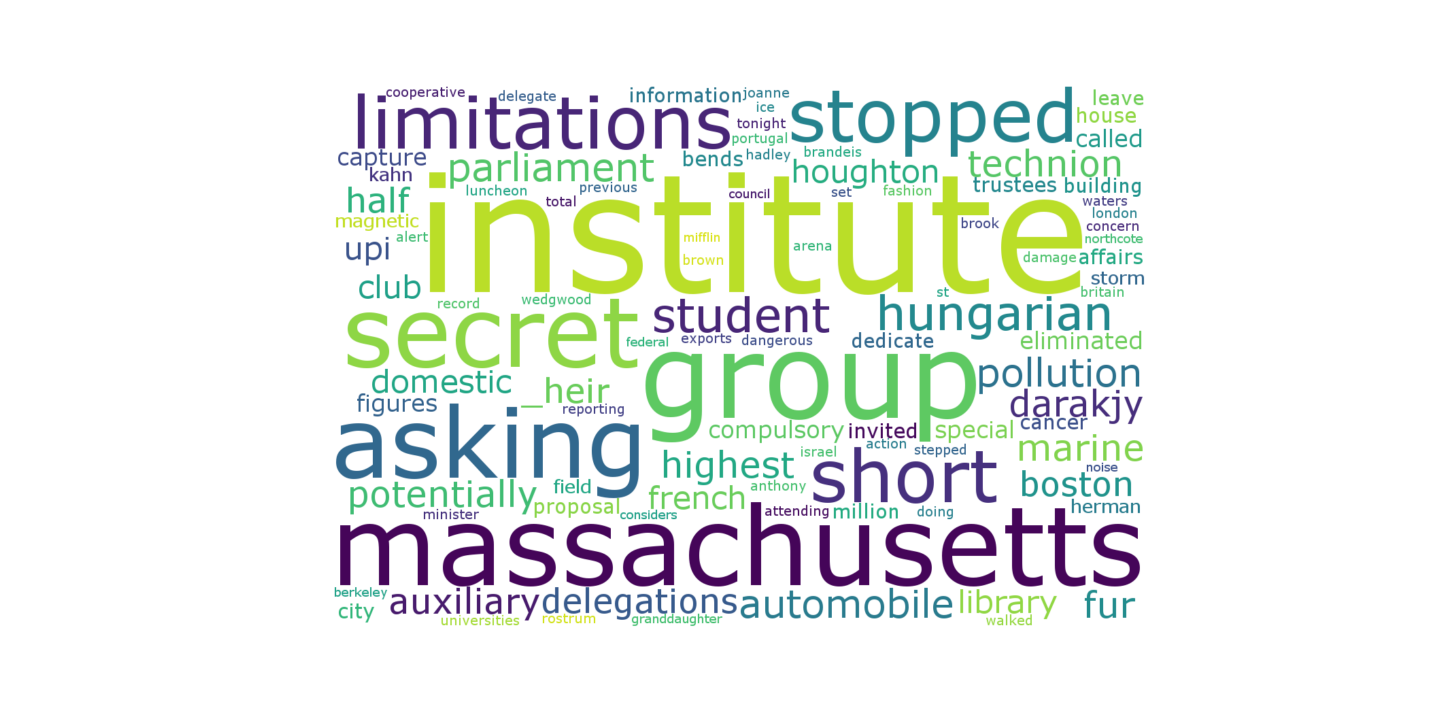 cooperative delegate information joanne
limitations ice stopped leave
tonight house
portugal called
capture parliament bends hadley brandeis technion
kahn houghton
half luncheon previous council set fashion trustees building
total waters
magnetic institute brook london
alert mifflin arena concern
upi brown damage northcote
affairs
club storm
record wedgwood st britain
secret student hungarian
federal exports dangerous dedicate eliminated
domestic group pollution
figures _heir darakjy
reporting cancer
asking compulsory invited special
action stepped marine
highest israel short noise
potentially field french anthony boston
proposal considers attending million doing herman
minister
massachusetts
berkeley auxiliary delegations automobile library fur
city
universities rostrum granddaughter walked